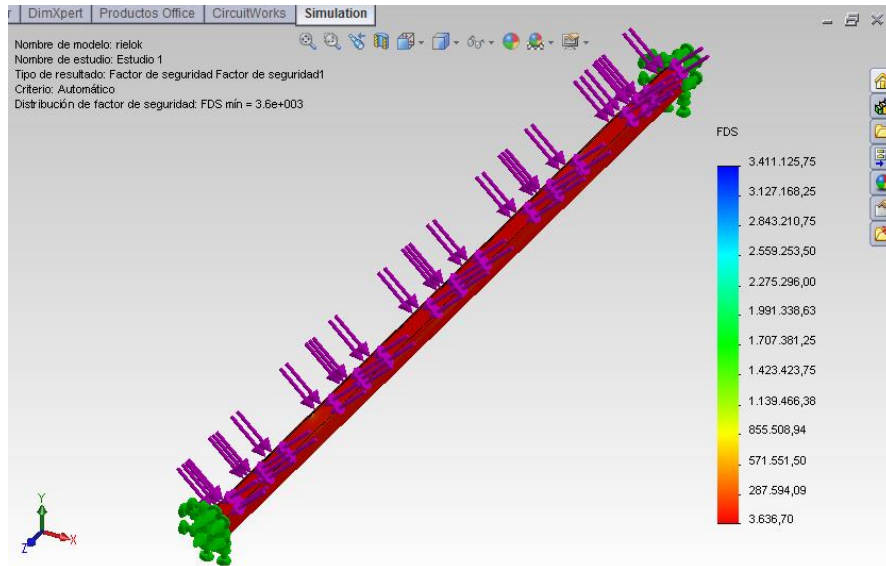 DimXpert Productos Office CircuitWorks Simulation
Nombre de modelo: rielok
Nombre de estudio: Estudio 1
Tipo de resultado: Factor de seguridad Factor de seguridad1
Criterio: Automático
Distribución de factor de seguridad: FDS mín = 3.6e+003
FDS
3.411.125,75
3.127.168,25
2.843.210,75
2.559.253,50
2.275.296,00
1.991.338,63
1.707.381,25
1.423.423,75
1.139.466,38
855.508,94
571.551,50
287.594,09
3.636,70
Y
X
Z